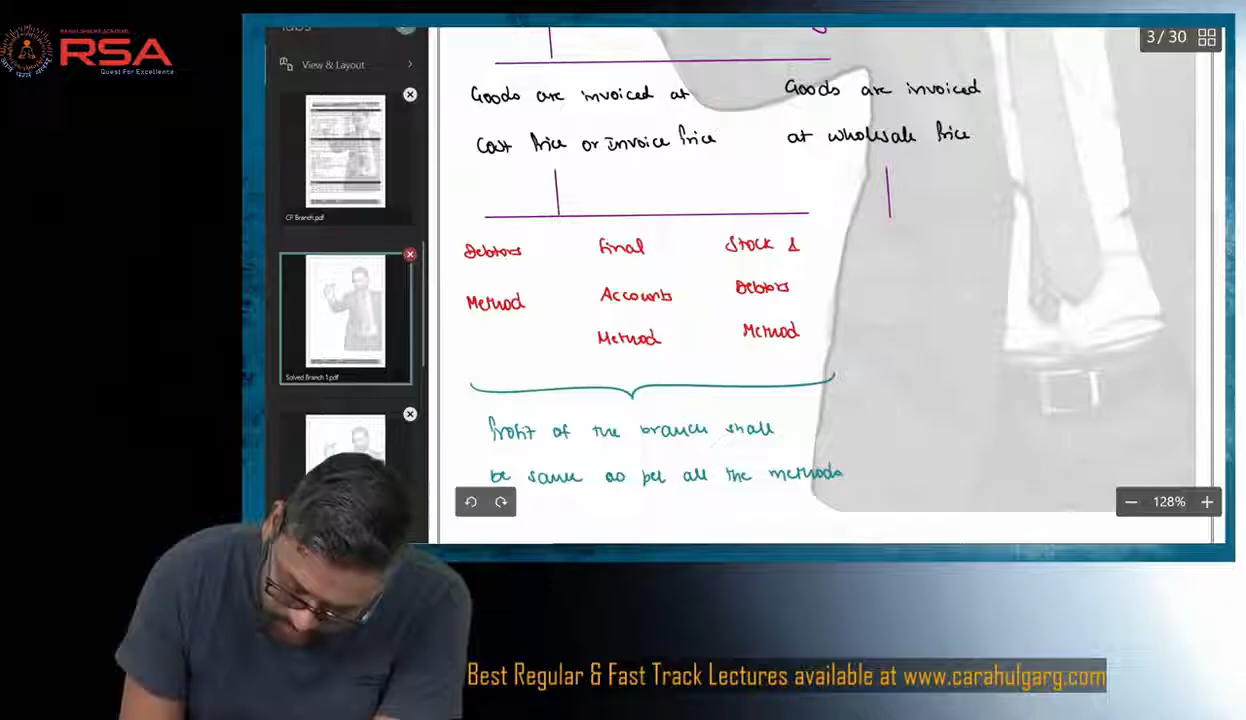 RSA
Quest For Excellence
View & Layout
CF Branch.pdf
Solved Branch 1.pdf
3 / 30
Goods are invoiced at
Cost Price or Invoice Price
Goods are invoiced
at wholesale Price
Debtors
Method
Final
Accounts
Method
Stock &
Debtors
Method
Profit of the branch shall
be same as per all the methods
128%
Best Regular & Fast Track Lectures available at www.carahulgarg.com